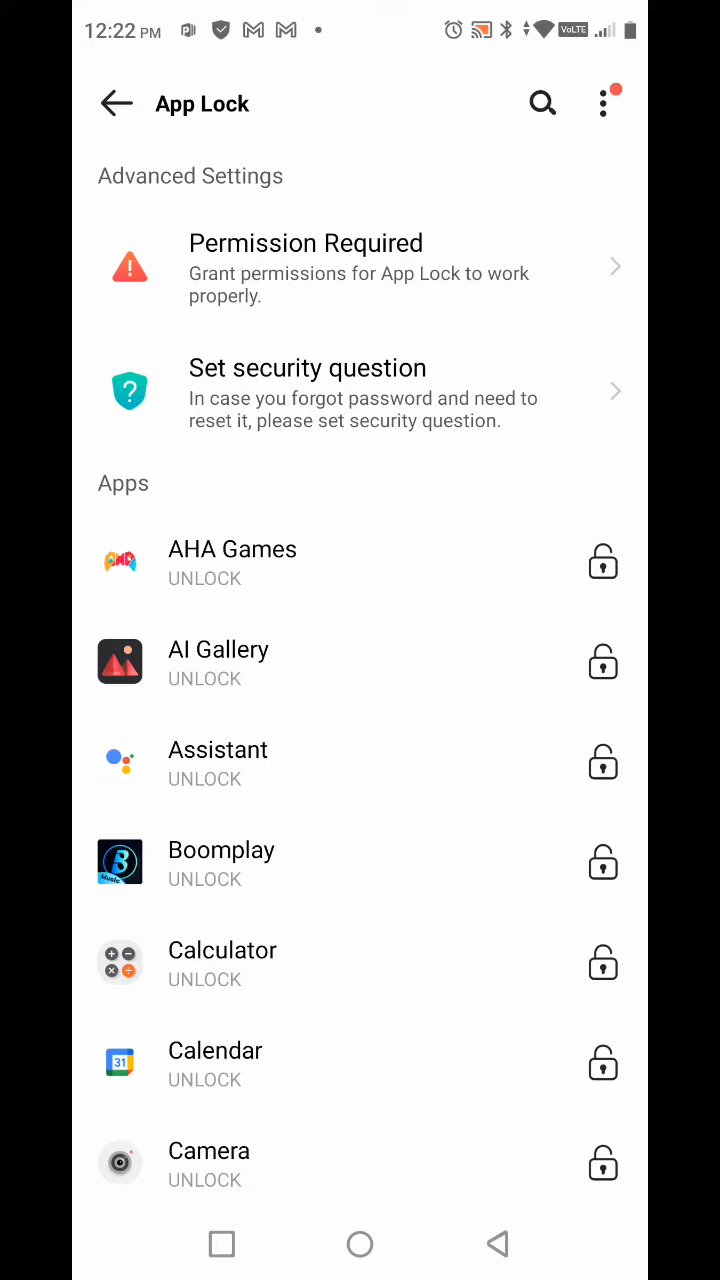 12:22 PM
VoLTE
App Lock
Advanced Settings
Permission Required
Grant permissions for App Lock to work
properly.
Set security question
In case you forgot password and need to
reset it, please set security question.
Apps
AHA Games
UNLOCK
AI Gallery
UNLOCK
Assistant
UNLOCK
Boomplay
UNLOCK
Music
Calculator
UNLOCK
31
Calendar
UNLOCK
Camera
UNLOCK